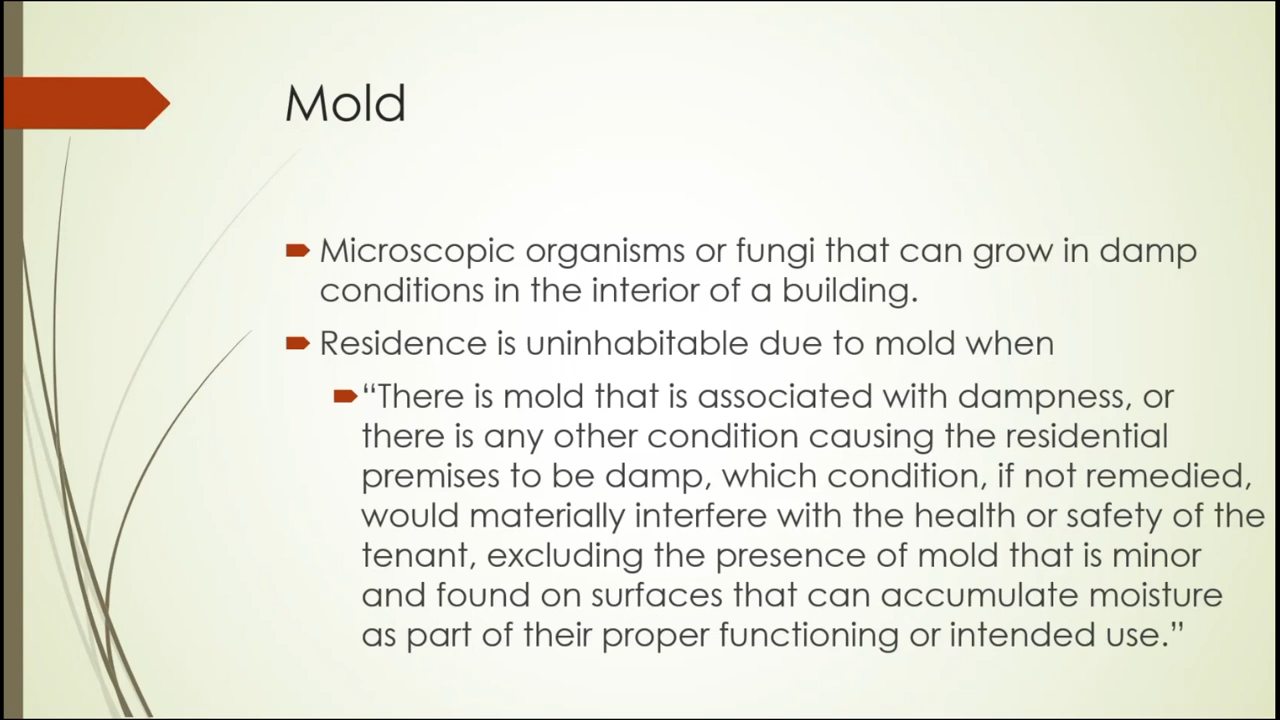 Mold
Microscopic organisms or fungi that can grow in damp
conditions in the interior of a building.
Residence is uninhabitable due to mold when
“There is mold that is associated with dampness, or
there is any other condition causing the residential
premises to be damp, which condition, if not remedied,
would materially interfere with the health or safety of the
tenant, excluding the presence of mold that is minor
and found on surfaces that can accumulate moisture
as part of their proper functioning or intended use.”